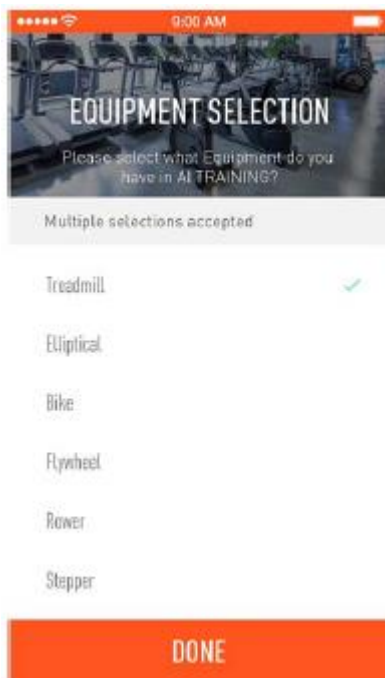 9:00 AM
EQUIPMENT SELECTION
Please select what Equipment do you
have in AI TRAINING?
Multiple selections accepted
Treadmill
Elliptical
Bike
Flywheel
Rower
Stepper
DONE